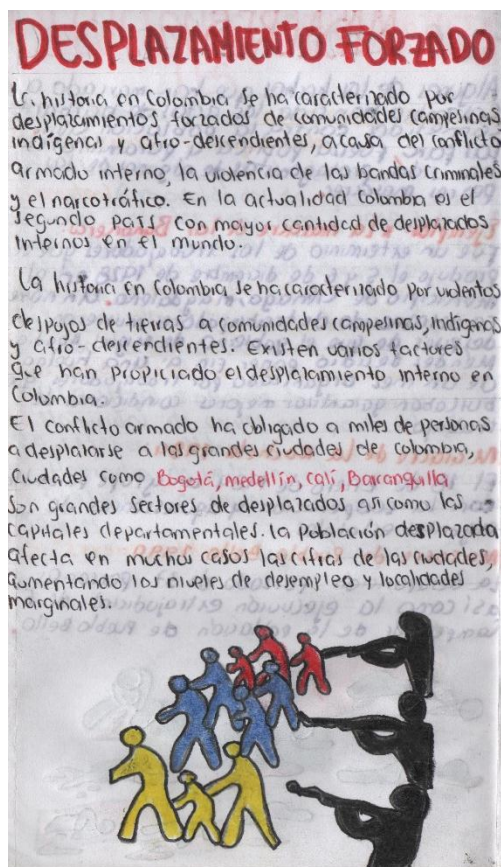 DESPLAZAMIENTO FORZADO
La historia en Colombia se ha caracterizado por
desplazamientos forzados de comunidades campesinas
indígenas y afro-descendientes, a causa del conflicto
armado interno, la violencia de las bandas criminales
y el narcotráfico. En la actualidad Colombia es el
segundo país con mayor cantidad de desplazados
internos en el mundo.
La historia en Colombia se ha caracterizado por violentos
despojos de tierras a comunidades campesinas, indígenas
y afro-descendientes. Existen varios factores
que han propiciado el desplazamiento interno en
Colombia.
El conflicto armado ha obligado a miles de personas
a desplazarse a las grandes ciudades de colombia,
ciudades como Bogotá, medellín, cali, Barranquilla
son grandes sectores de desplazados así como las
capitales departamentales. la población desplazada
afecta en muchos casos las cifras de las ciudades,
aumentando los niveles de desempleo y localidades
marginales.